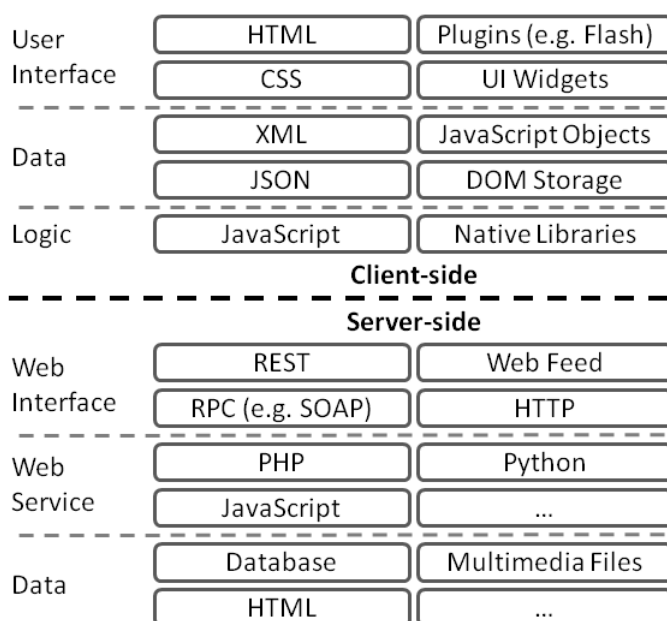 User Interface
HTML
Plugins (e.g. Flash)
CSS
UI Widgets
Data
XML
JavaScript Objects
JSON
DOM Storage
Logic
JavaScript
Native Libraries
Client-side
Server-side
Web Interface
REST
Web Feed
RPC (e.g. SOAP)
HTTP
Web Service
PHP
Python
JavaScript
...
Data
Database
Multimedia Files
HTML
...